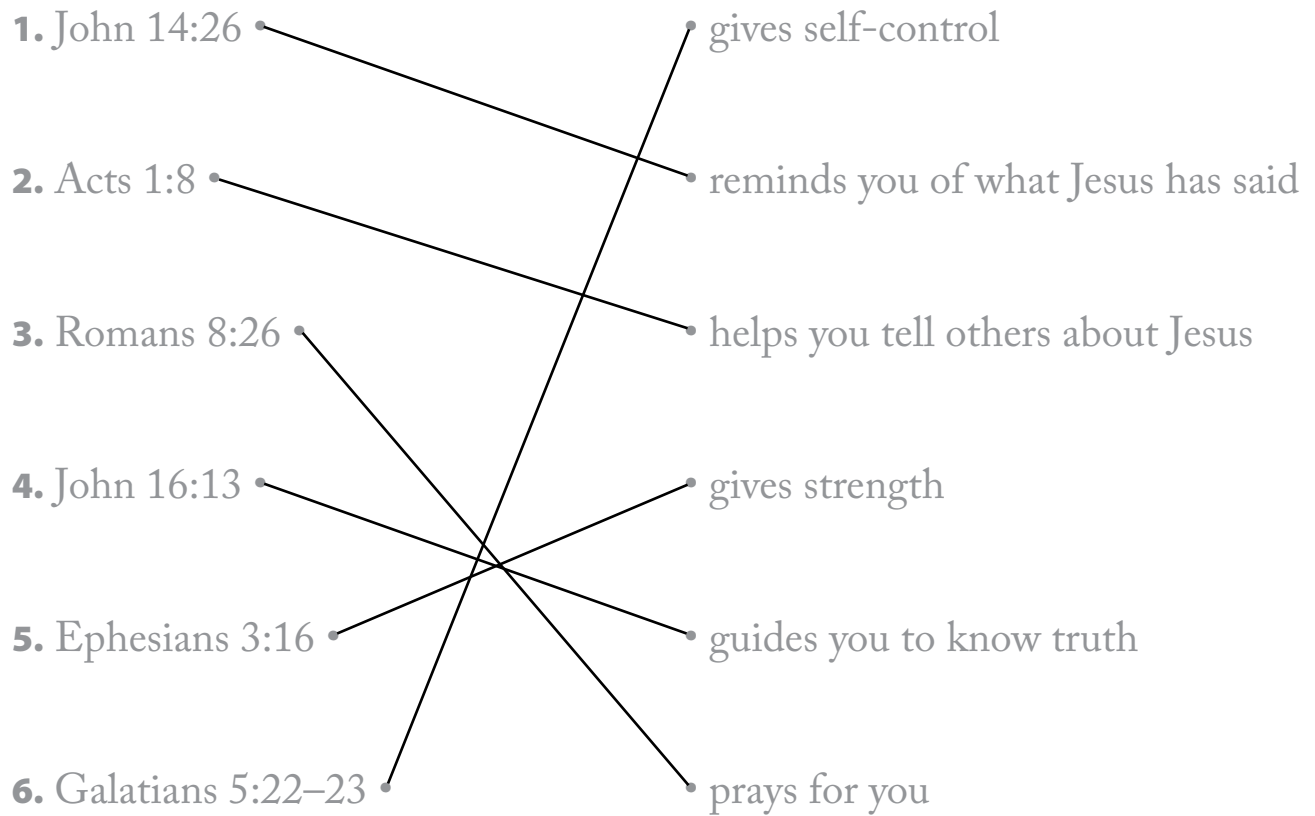 1. John 14:26 gives self-control
2. Acts 1:8 reminds you of what Jesus has said
3. Romans 8:26 helps you tell others about Jesus
4. John 16:13 gives strength
5. Ephesians 3:16 guides you to know truth
6. Galatians 5:22–23 prays for you